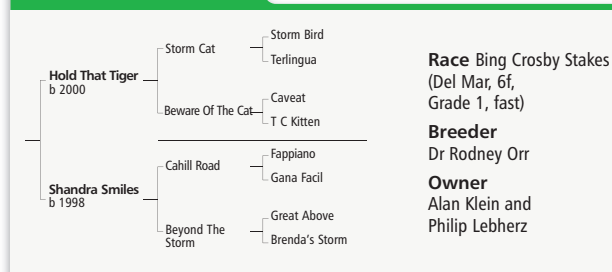 Storm Bird
Storm Cat
Terlingua
Hold That Tiger
b 2000
Caveat
Beware Of The Cat
T C Kitten
Fappiano
Cahill Road
Gana Facil
Shandra Smiles
b 1998
Great Above
Beyond The
Storm
Brenda's Storm
Race Bing Crosby Stakes
(Del Mar, 6f,
Grade 1, fast)
Breeder
Dr Rodney Orr
Owner
Alan Klein and
Philip Lebherz